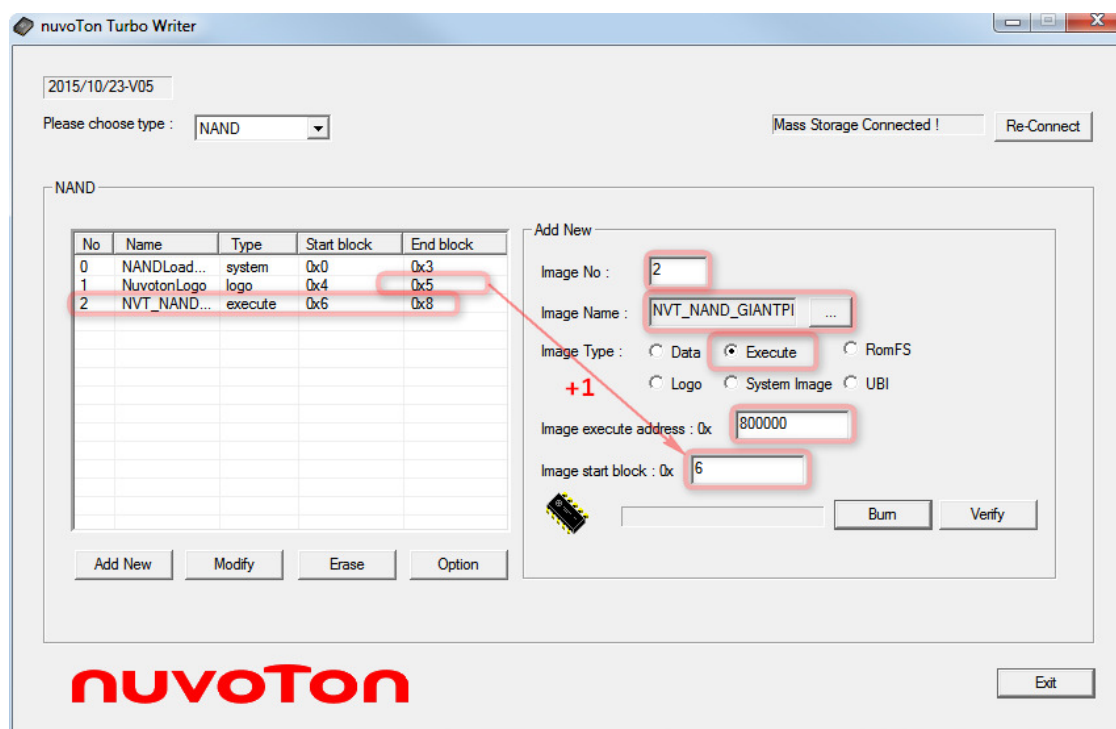 nuvoTon Turbo Writer
2015/10/23-V05
Please choose type : NAND
Mass Storage Connected ! Re-Connect
NAND
No Name Type Start block End block
0 NANDLoad... system 0x0 0x3
1 NuvotonLogo logo 0x4 0x5
2 NVT_NAND... execute 0x6 0x8
Add New Modify Erase Option
Add New
Image No : 2
Image Name : NVT_NAND_GIANTPI ...
Image Type : Data Execute RomFS
Logo System Image UBI
+1
Image execute address : 0x 800000
Image start block : 0x 6
Burn Verify
nuvoTon
Exit